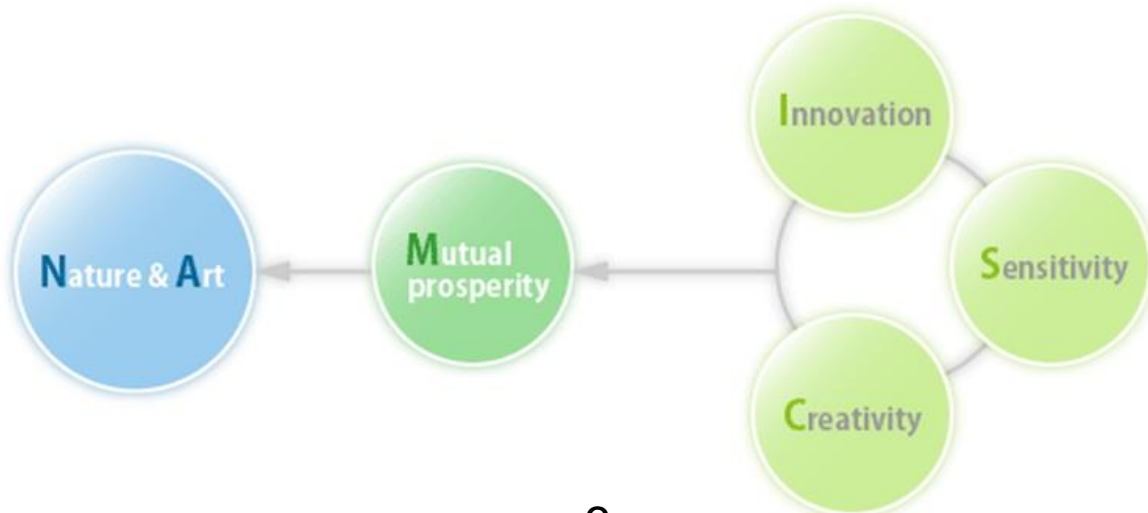 Innovation
Nature & Art
Mutual
prosperity
Sensitivity
Creativity